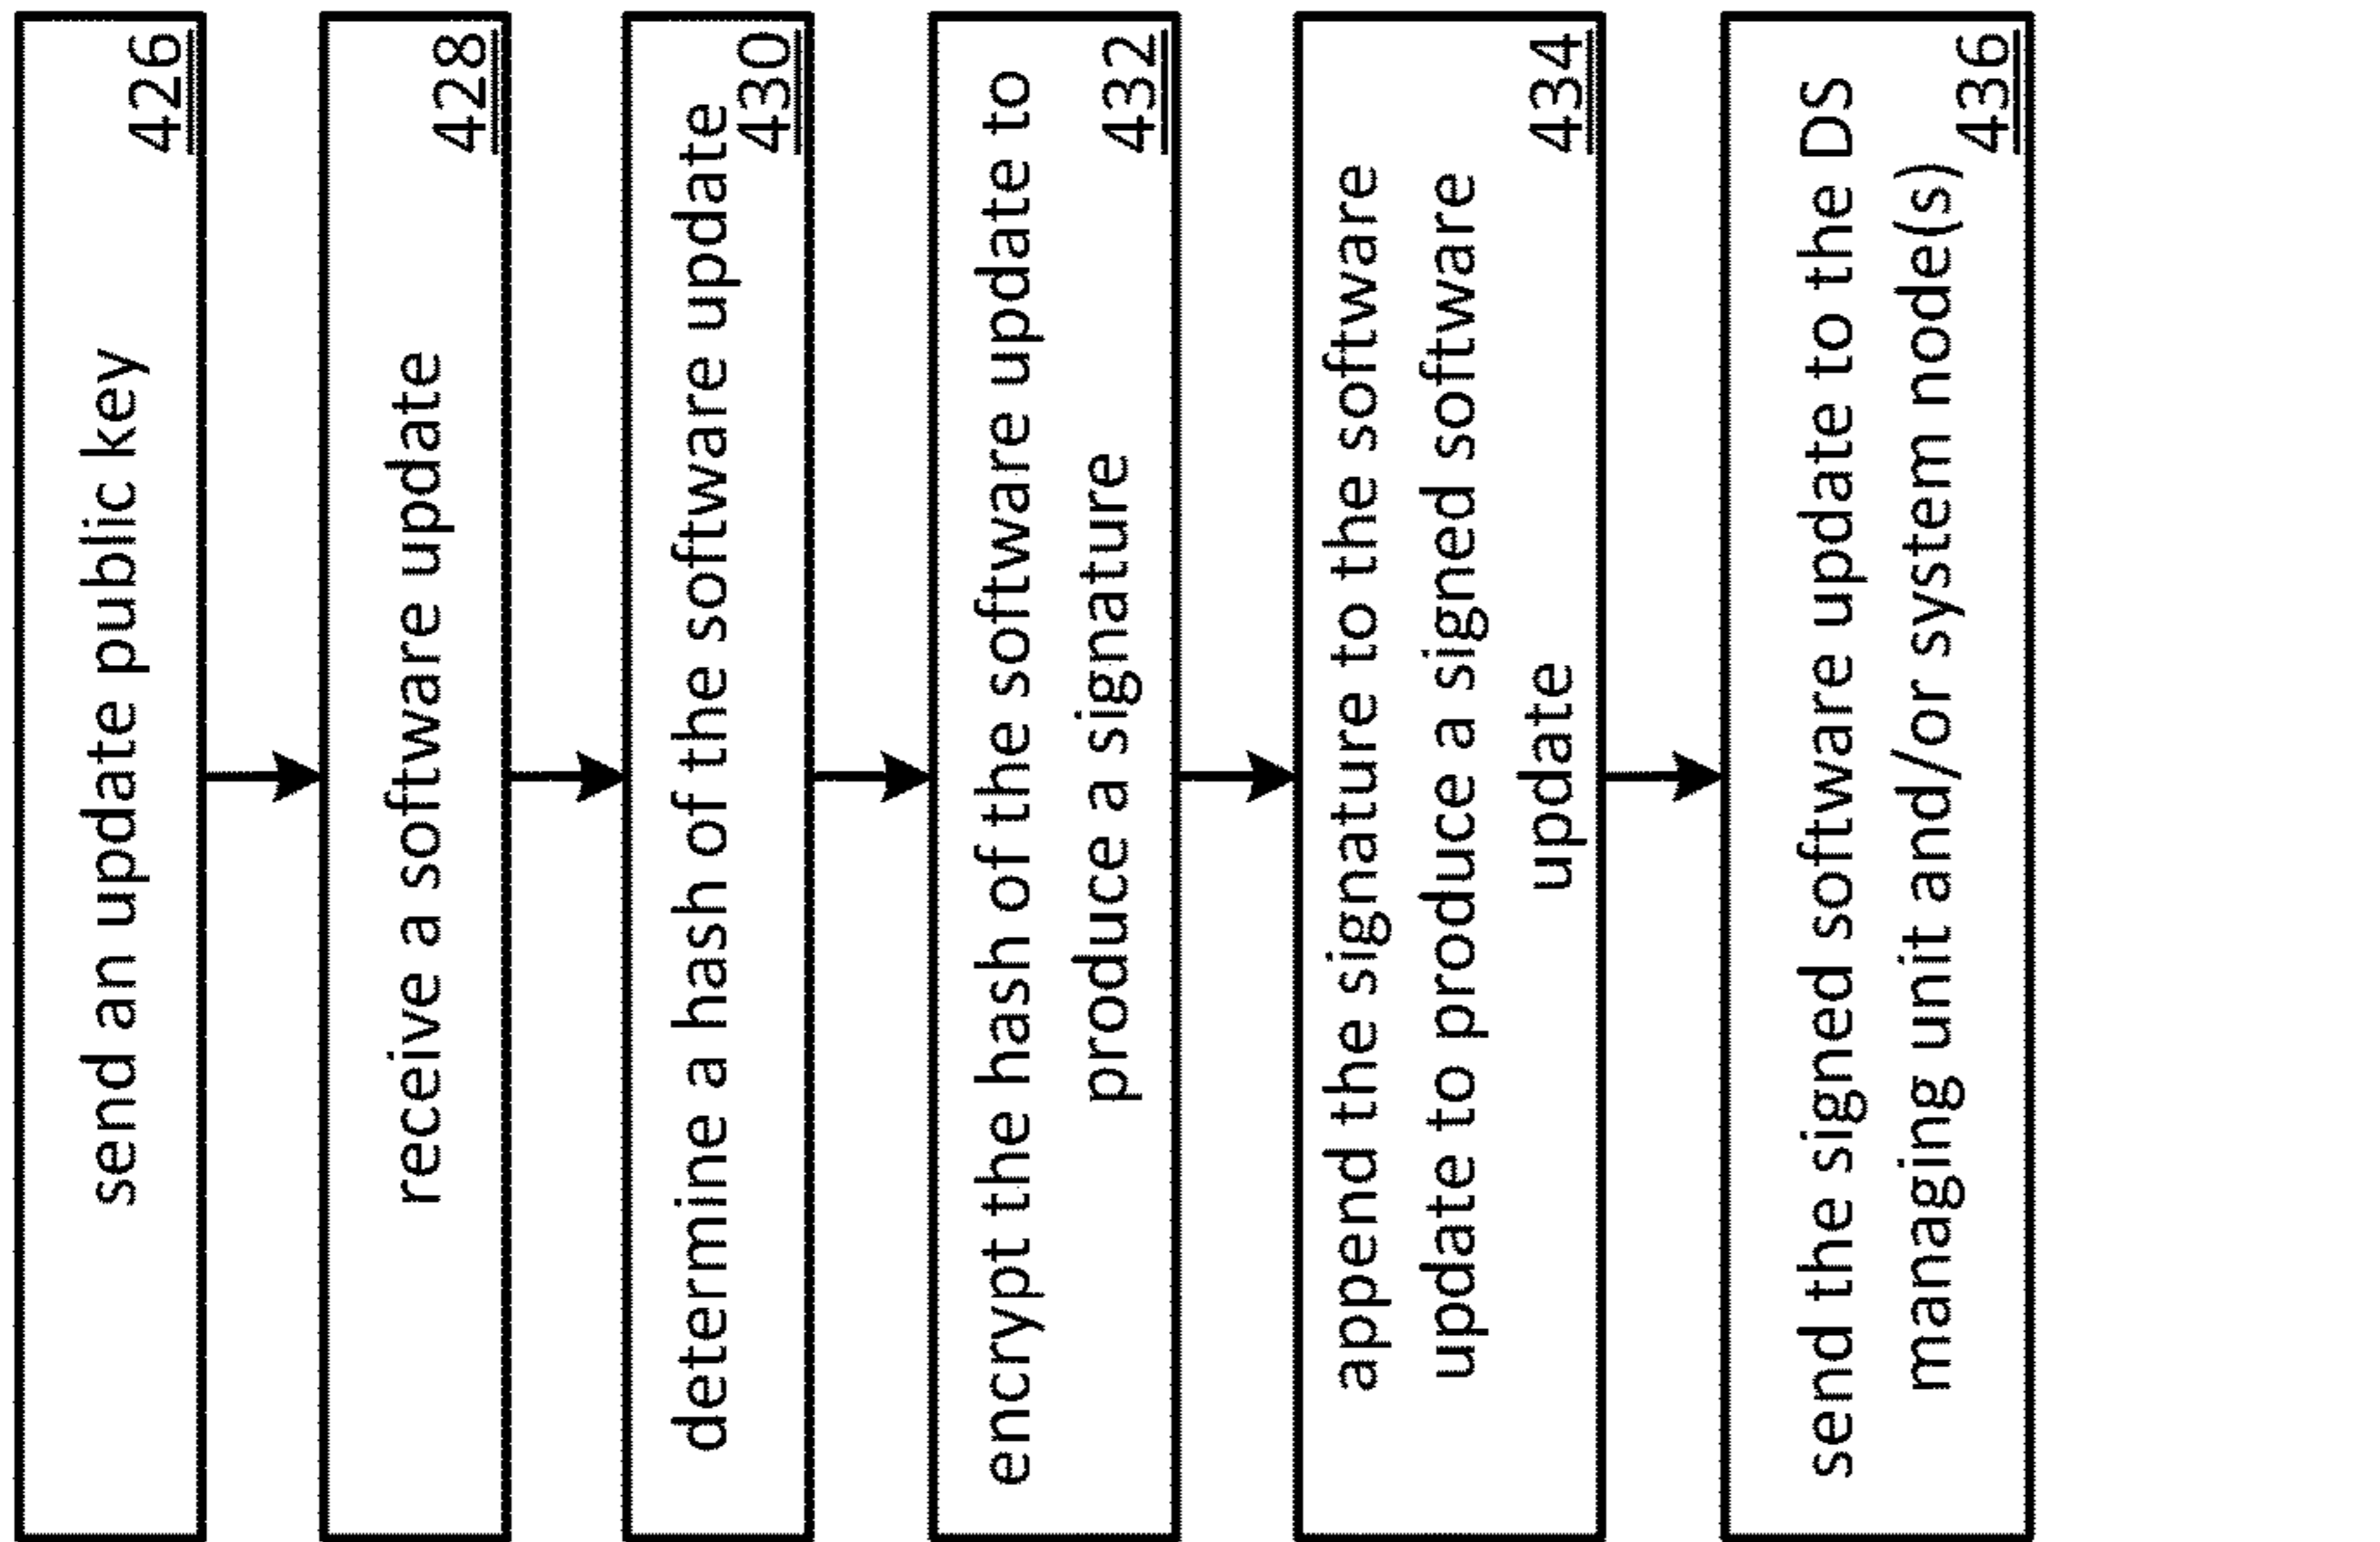 send an update public key
426
receive a software update
428
determine a hash of the software update
430
encrypt the hash of the software update to
produce a signature
432
append the signature to the software
update to produce a signed software
update
434
send the signed software update to the DS
managing unit and/or system node(s)
436